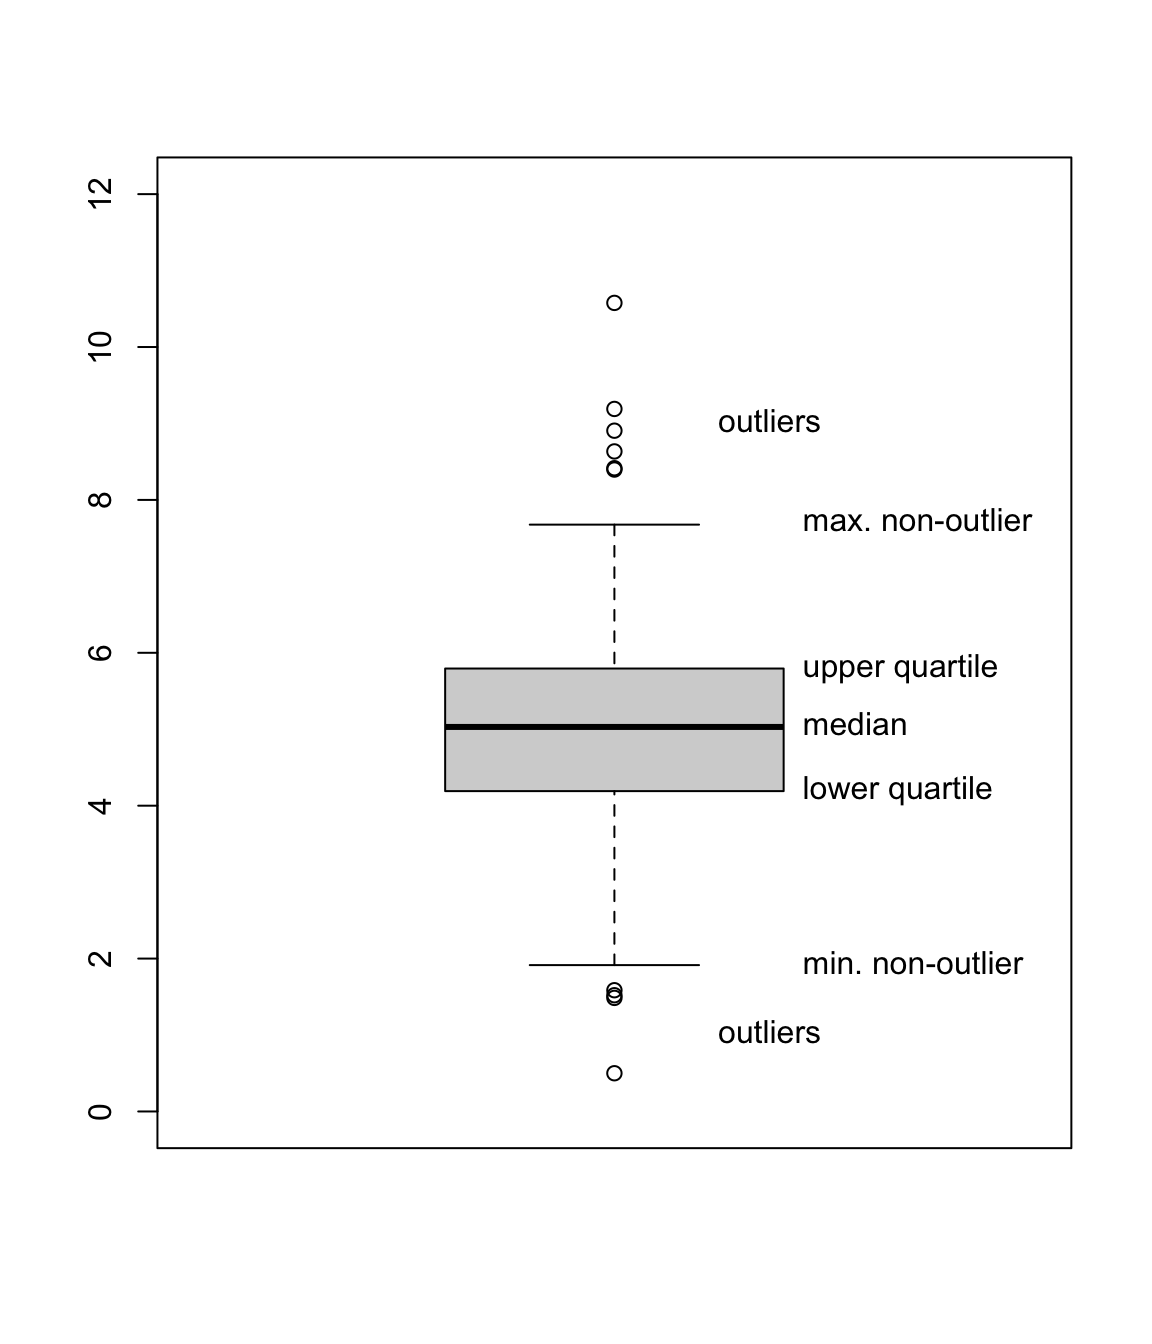 12
10
outliers
8
max. non-outlier
6
upper quartile
median
lower quartile
4
2
min. non-outlier
outliers
0